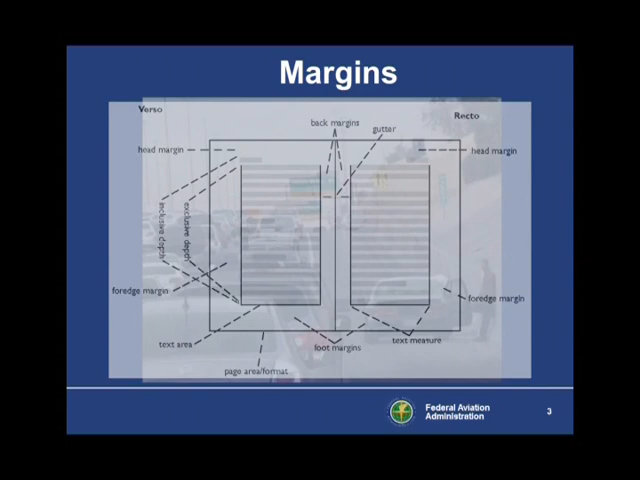 Margins
Verso
Recto
back margins
gutter
head margin
head margin
inclusive depth
exclusive depth
foredge margin
foredge margin
text area
foot margins
text measure
page area/format
Federal Aviation
Administration
3